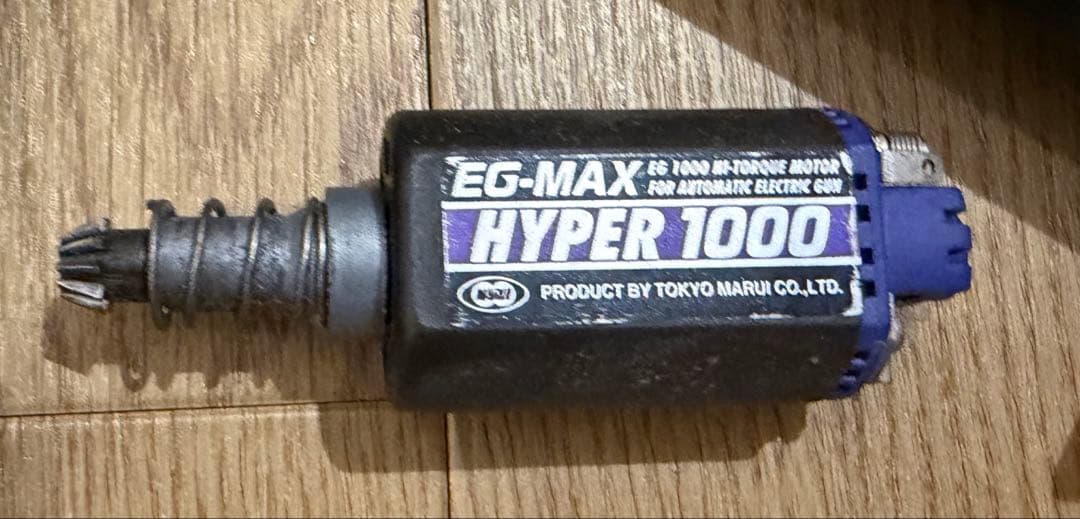 EG-MAX EG 1000 HI-TORQUE MOTOR
FOR AUTOMATIC ELECTRIC GUN
HYPER 1000
MARUI PRODUCT BY TOKYO MARUI CO.,LTD.